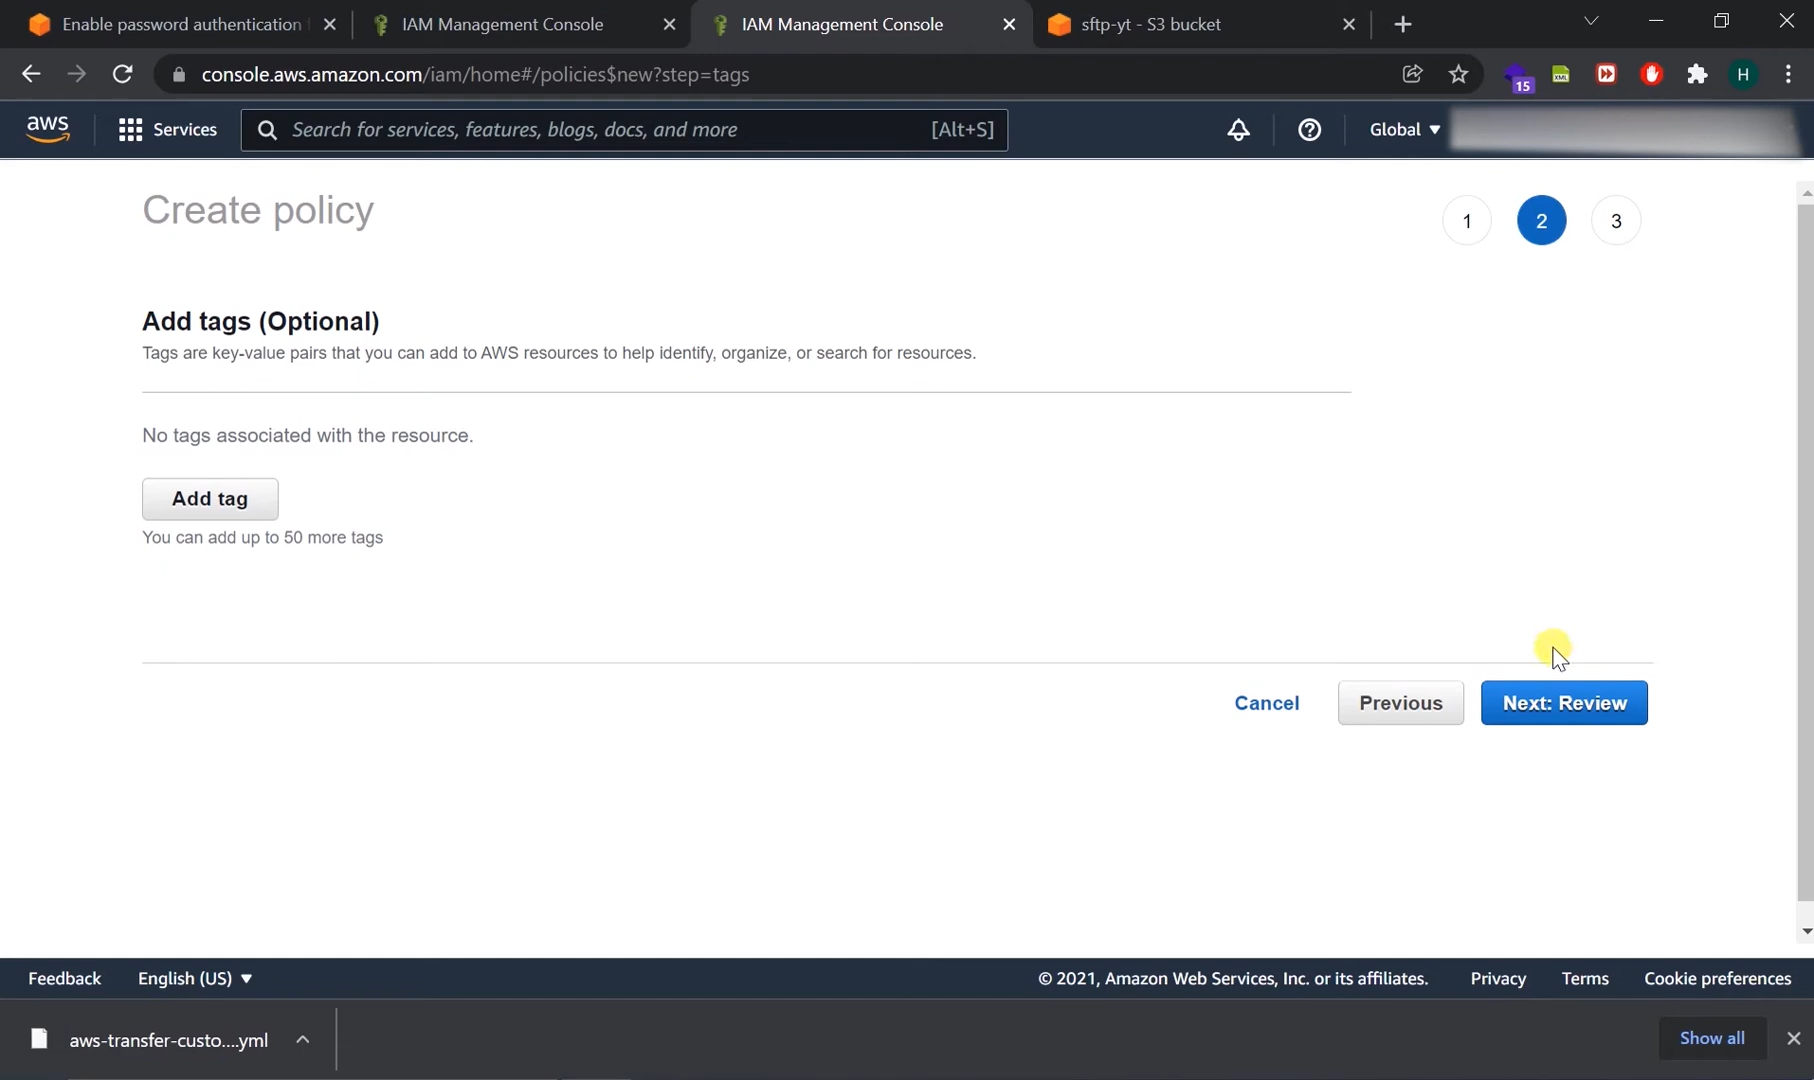 Enable password authentication
IAM Management Console
IAM Management Console
sftp-yt - S3 bucket
console.aws.amazon.com/iam/home#/policies$new?step=tags
XML
15
H
aws
Services
Search for services, features, blogs, docs, and more
[Alt+S]
Global
Create policy
1
2
3
Add tags (Optional)
Tags are key-value pairs that you can add to AWS resources to help identify, organize, or search for resources.
No tags associated with the resource.
Add tag
You can add up to 50 more tags
Cancel
Previous
Next: Review
Feedback
English (US)
© 2021, Amazon Web Services, Inc. or its affiliates.
Privacy
Terms
Cookie preferences
aws-transfer-custo....yml
Show all